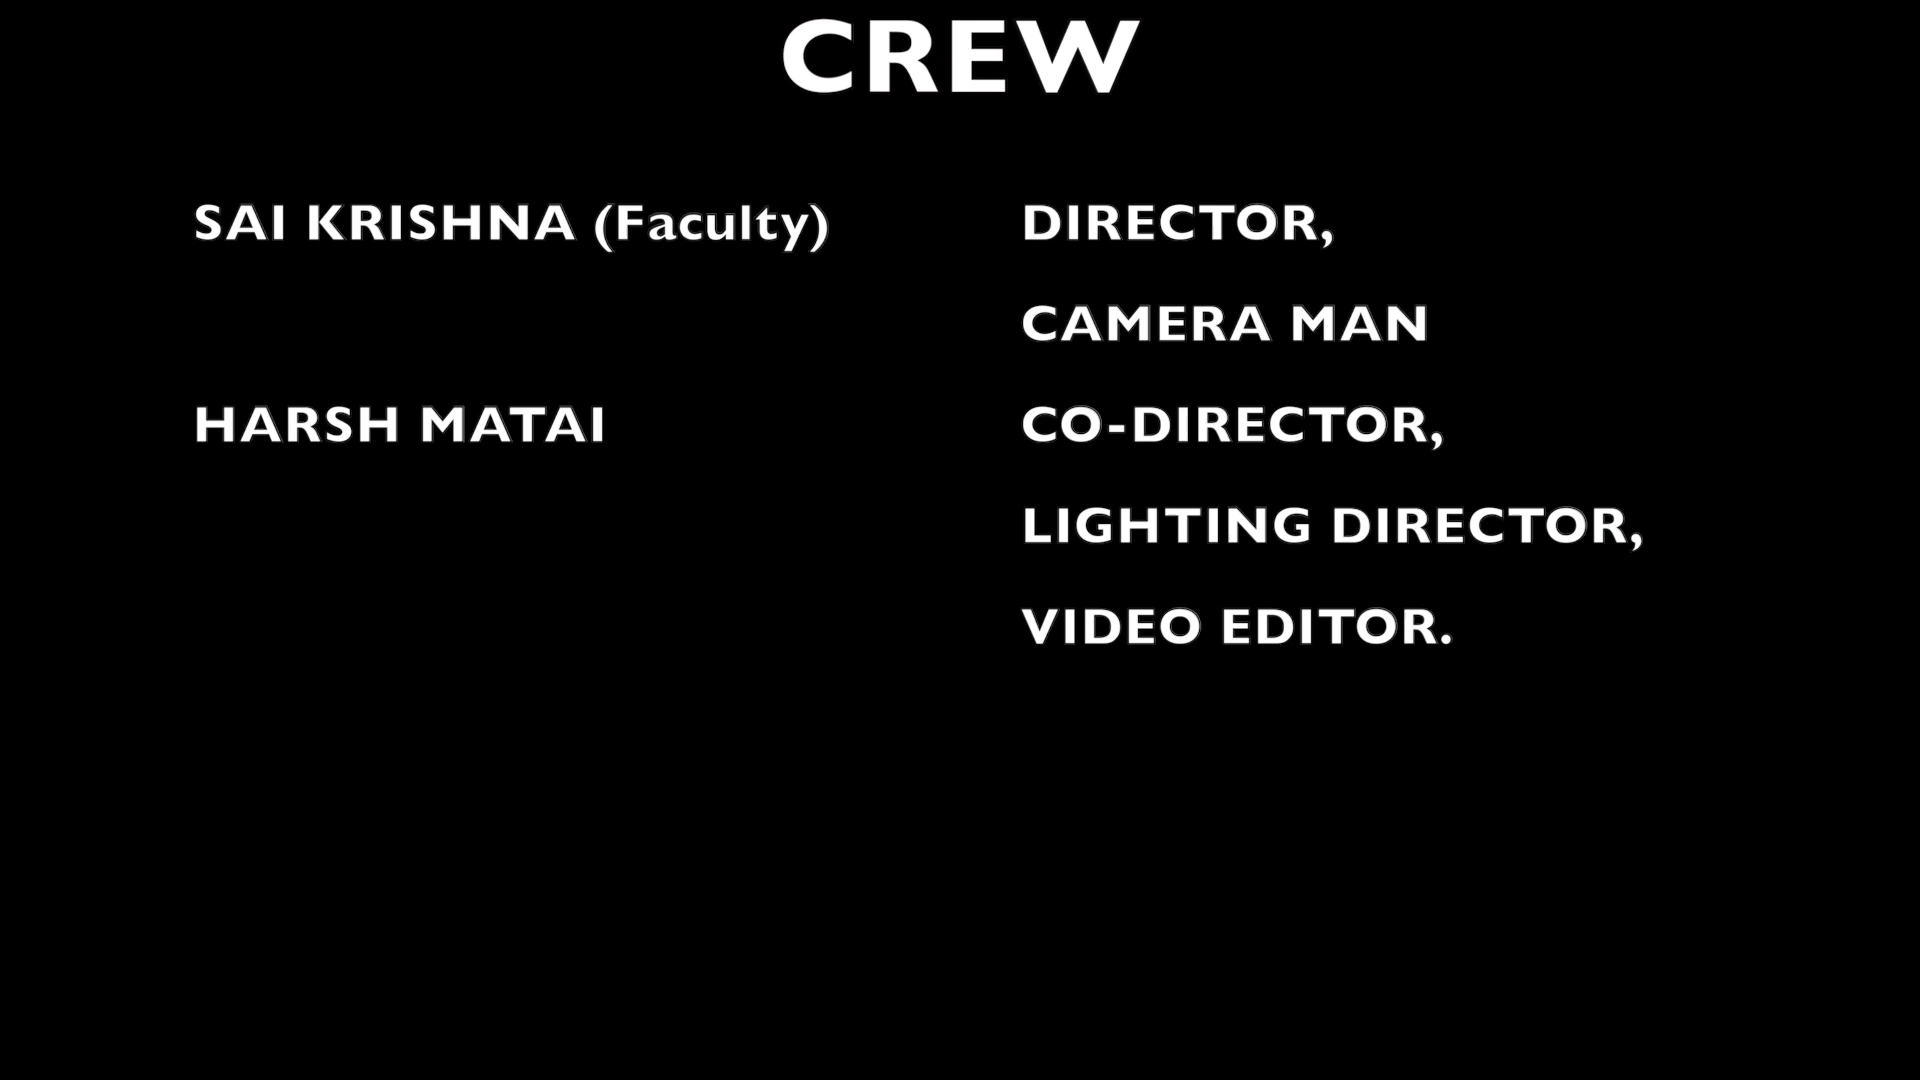 CREW
SAI KRISHNA (Faculty) DIRECTOR,
CAMERA MAN
HARSH MATAI CO-DIRECTOR,
LIGHTING DIRECTOR,
VIDEO EDITOR.